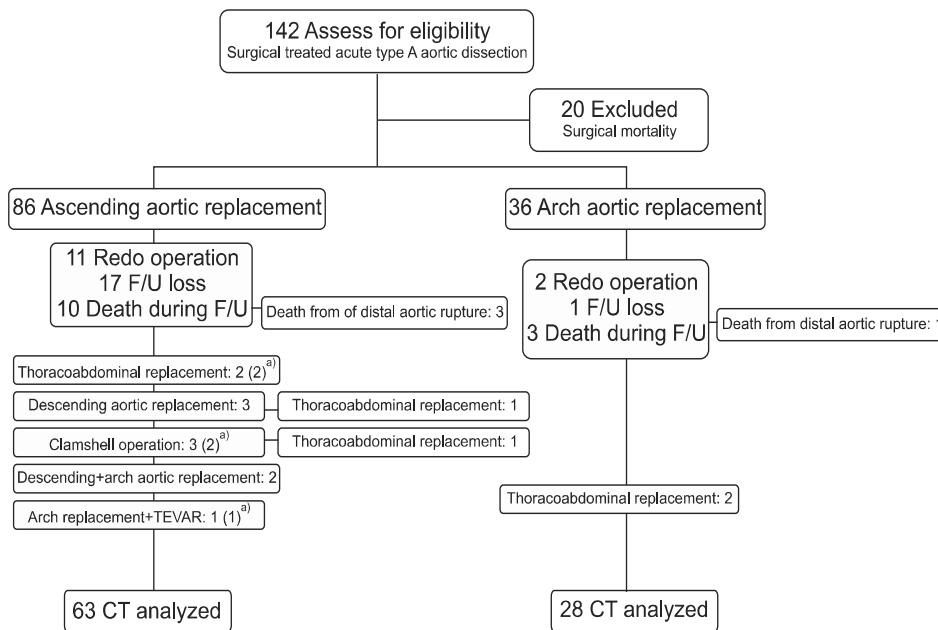 142 Assess for eligibility
Surgical treated acute type A aortic dissection
20 Excluded
Surgical mortality
86 Ascending aortic replacement
36 Arch aortic replacement
11 Redo operation
17 F/U loss
10 Death during F/U
Death from of distal aortic rupture: 3
2 Redo operation
1 F/U loss
3 Death during F/U
Death from distal aortic rupture: 1
Thoracoabdominal replacement: 2 (2)a)
Descending aortic replacement: 3
Thoracoabdominal replacement: 1
Clamshell operation: 3 (2)a)
Thoracoabdominal replacement: 1
Descending+arch aortic replacement: 2
Arch replacement+TEVAR: 1 (1)a)
Thoracoabdominal replacement: 2
63 CT analyzed
28 CT analyzed